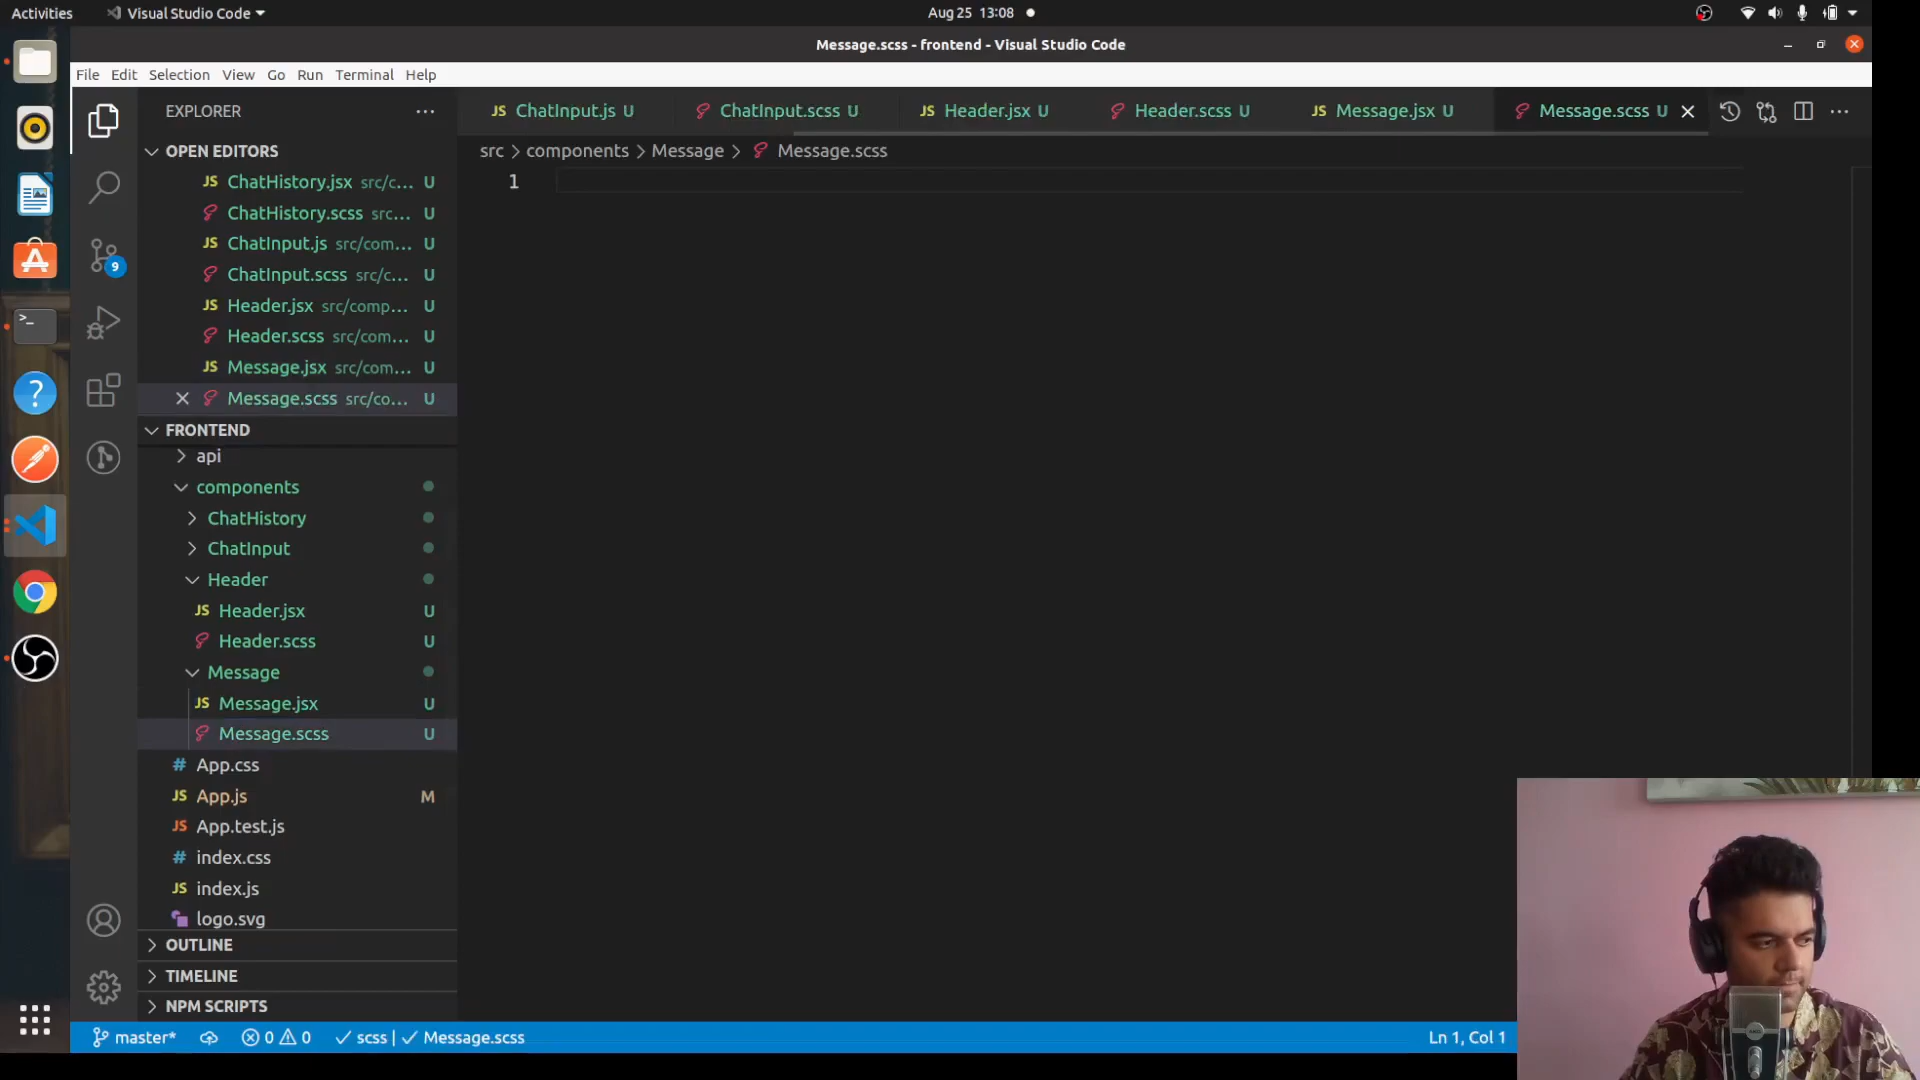 Activities
Visual Studio Code
Aug 25 13:08
Message.scss - frontend - Visual Studio Code
File Edit Selection View Go Run Terminal Help
EXPLORER
JS ChatInput.js U
ChatInput.scss U
JS Header.jsx U
Header.scss U
JS Message.jsx U
Message.scss U
src > components > Message > Message.scss
1
OPEN EDITORS
JS ChatHistory.jsx src/c... U
ChatHistory.scss src... U
JS ChatInput.js src/com... U
ChatInput.scss src/c... U
JS Header.jsx src/comp... U
Header.scss src/com... U
JS Message.jsx src/com... U
Message.scss src/co... U
FRONTEND
api
components
ChatHistory
ChatInput
Header
JS Header.jsx U
Header.scss U
Message
JS Message.jsx U
Message.scss U
# App.css
JS App.js M
JS App.test.js
# index.css
JS index.js
logo.svg
OUTLINE
TIMELINE
NPM SCRIPTS
9
master* 0 0 scss | Message.scss
Ln 1, Col 1